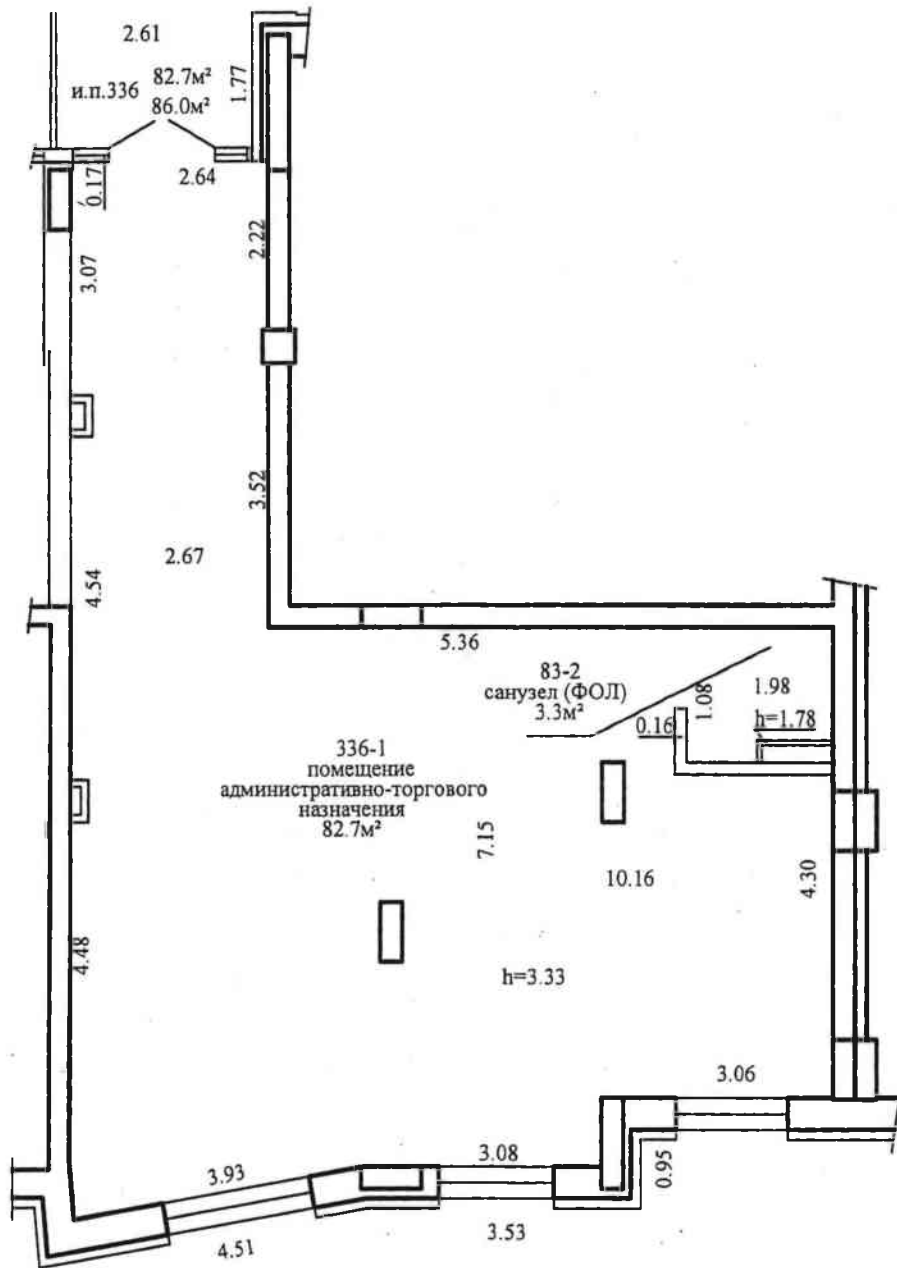 2.61
и.п.336 82.7м²
86.0м²
1.77
0.17
2.64
3.07
2.22
3.52
2.67
4.54
5.36
83-2
санузел (ФОЛ)
3.3м²
1.08
1.98
0.16
h=1.78
336-1
помещение
административно-торгового
назначения
82.7м²
7.15
10.16
4.30
4.48
h=3.33
3.06
3.93
3.08
0.95
4.51
3.53